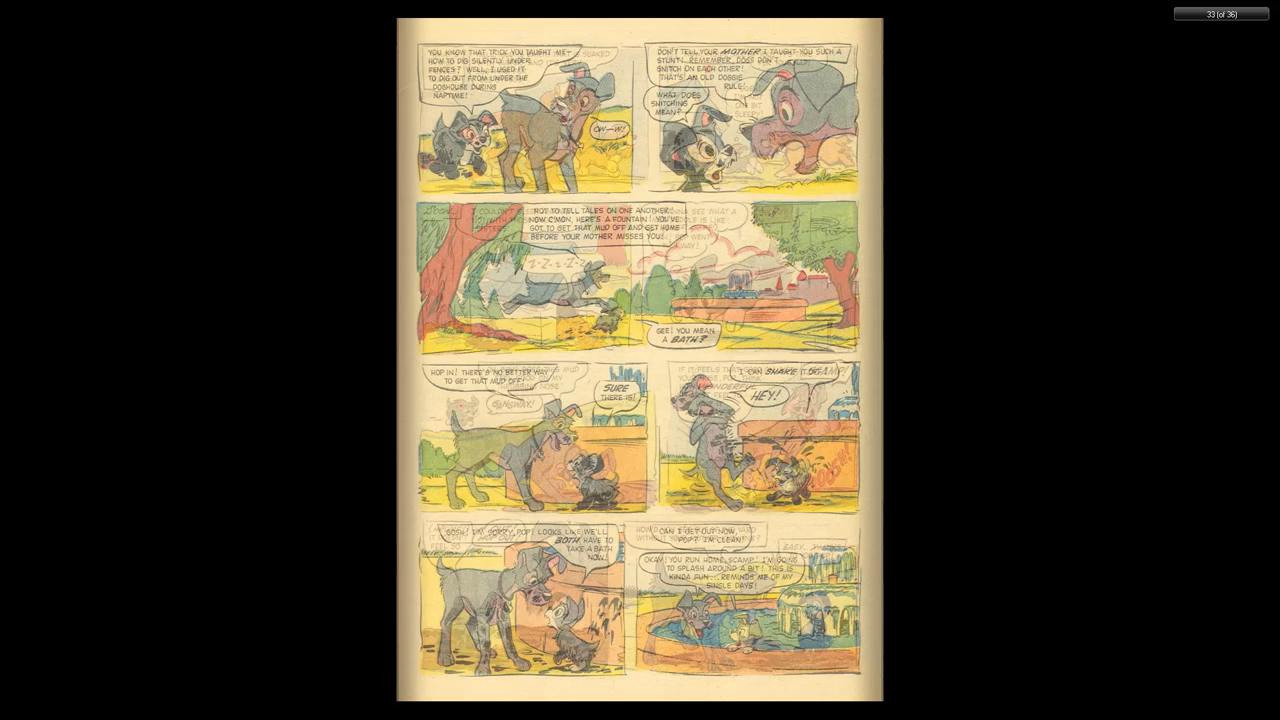 33 (of 36)
YOU KNOW THAT TRICK YOU TAUGHT ME-
HOW TO DIG SILENTLY UNDER
FENCES? WELL, I USED IT
TO DIG OUT FROM UNDER THE
DOGHOUSE DURING
NAPTIME!
SOAKED
OW—W!
DON'T TELL YOUR MOTHER I TAUGHT YOU SUCH A
STUNT. REMEMBER, DOGS DON'T
SNITCH ON EACH OTHER!
THAT'S AN OLD DOGGIE
RULE!
WHAT DOES
SNITCHING
MEAN?
NOT TO TELL TALES ON ONE ANOTHER.
NOW C'MON, HERE'S A FOUNTAIN! YOU'VE
GOT TO GET THAT MUD OFF AND GET HOME
BEFORE YOUR MOTHER MISSES YOU!
Z-Z-Z-Z-Z
GEE! YOU MEAN
A BATH?
HOP IN! THERE'S NO BETTER WAY
TO GET THAT MUD OFF!
GANGWAY!
SURE
THERE IS!
I CAN SHAKE IT OFF!
HEY!
GOSH! I'M SORRY, POP! LOOKS LIKE WE'LL
BOTH HAVE TO
TAKE A BATH
NOW!
CAN I GET OUT NOW,
POP? I'M CLEAN!
OKAY! YOU RUN HOME, SCAMP! I'M GOING
TO SPLASH AROUND A BIT! THIS IS
KINDA FUN... REMINDS ME OF MY
SINGLE DAYS!